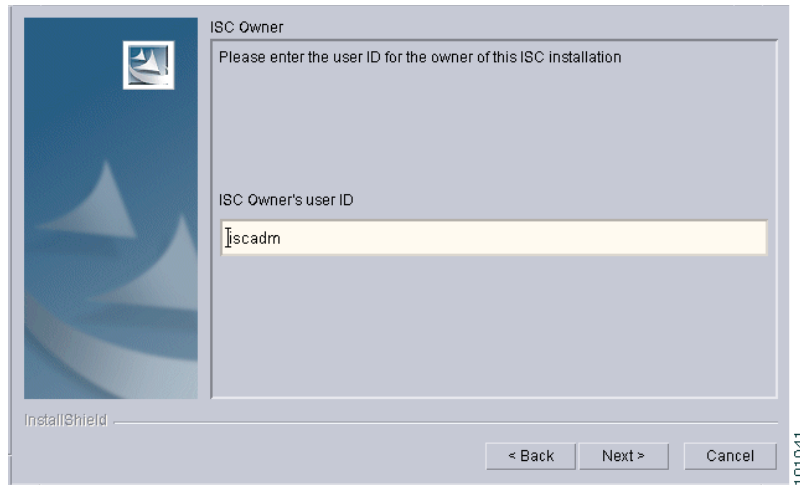 ISC Owner
Please enter the user ID for the owner of this ISC installation
ISC Owner's user ID
iscadm
InstallShield
< Back
Next >
Cancel
101041